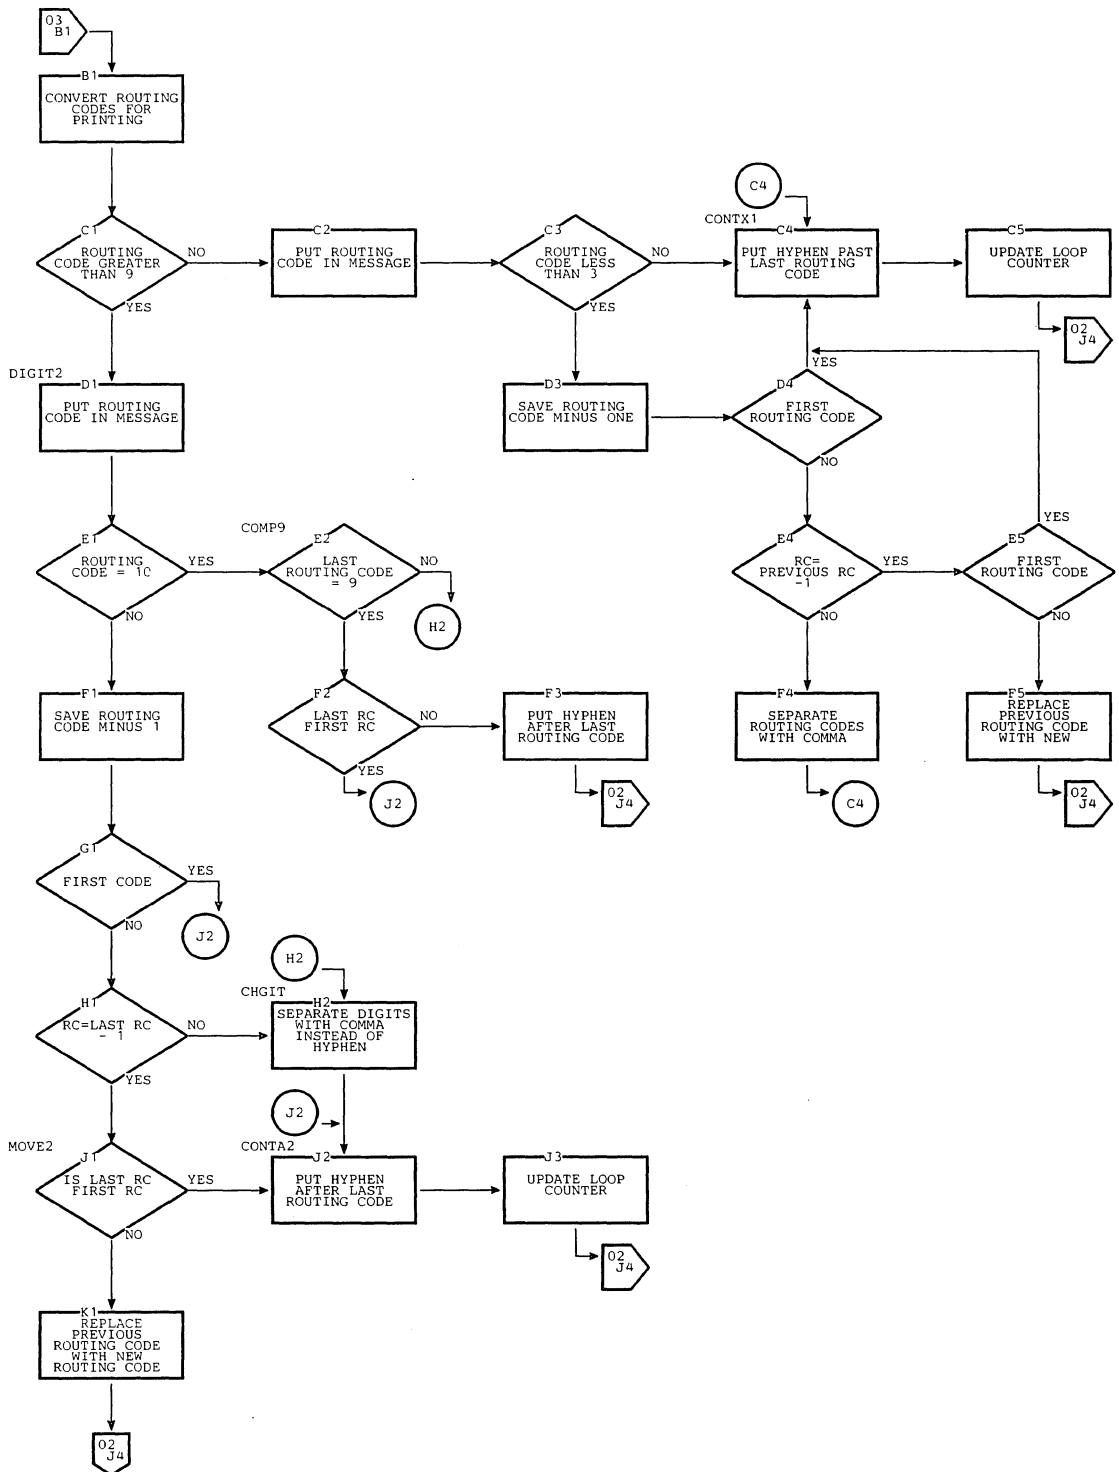 03
B1
B1
CONVERT ROUTING
CODES FOR
PRINTING
C4
CONTX1
C1
ROUTING
CODE GREATER
THAN 9
NO
YES
C2
PUT ROUTING
CODE IN MESSAGE
C3
ROUTING
CODE LESS
THAN 3
NO
YES
C4
PUT HYPHEN PAST
LAST ROUTING
CODE
C5
UPDATE LOOP
COUNTER
02
J4
DIGIT2
D1
PUT ROUTING
CODE IN MESSAGE
D3
SAVE ROUTING
CODE MINUS ONE
YES
D4
FIRST
ROUTING CODE
NO
E1
ROUTING
CODE = 10
YES
NO
COMP9
E2
LAST
ROUTING CODE
= 9
NO
YES
H2
E4
RC=
PREVIOUS RC
-1
YES
NO
YES
E5
FIRST
ROUTING CODE
NO
F1
SAVE ROUTING
CODE MINUS 1
F2
LAST RC
FIRST RC
NO
YES
J2
F3
PUT HYPHEN
AFTER LAST
ROUTING CODE
02
J4
F4
SEPARATE
ROUTING CODES
WITH COMMA
C4
F5
REPLACE
PREVIOUS
ROUTING CODE
WITH NEW
02
J4
G1
FIRST CODE
YES
NO
J2
H1
RC=LAST RC
- 1
NO
YES
H2
CHGIT
H2
SEPARATE DIGITS
WITH COMMA
INSTEAD OF
HYPHEN
J2
MOVE2
J1
IS LAST RC
FIRST RC
YES
NO
CONTA2
J2
PUT HYPHEN
AFTER LAST
ROUTING CODE
J3
UPDATE LOOP
COUNTER
02
J4
K1
REPLACE
PREVIOUS
ROUTING CODE
WITH NEW
ROUTING CODE
02
J4